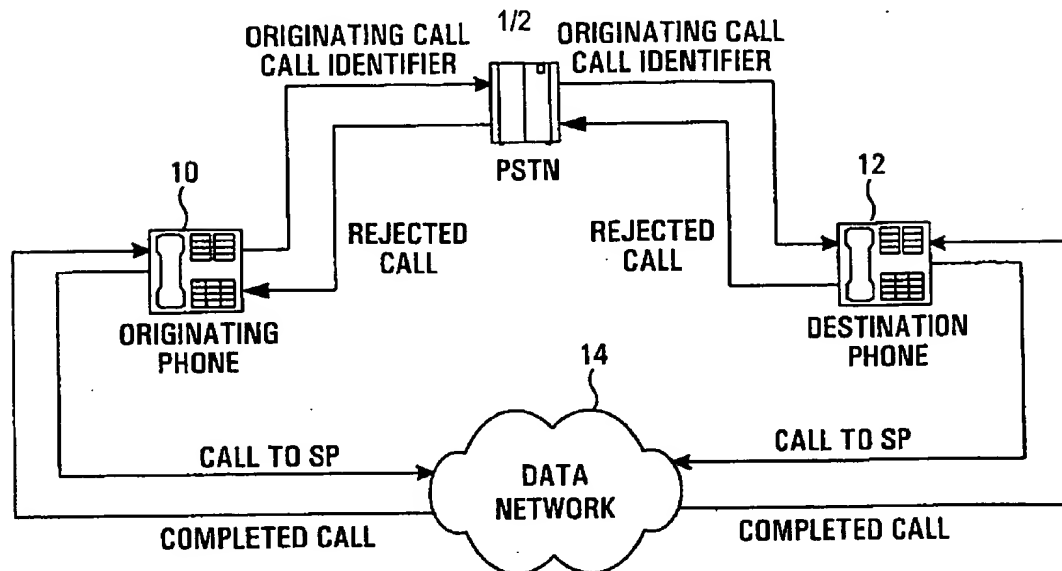 1/2
ORIGINATING CALL
CALL IDENTIFIER
ORIGINATING CALL
CALL IDENTIFIER
PSTN
10
12
REJECTED
CALL
REJECTED
CALL
ORIGINATING
PHONE
DESTINATION
PHONE
14
CALL TO SP
CALL TO SP
DATA
NETWORK
COMPLETED CALL
COMPLETED CALL